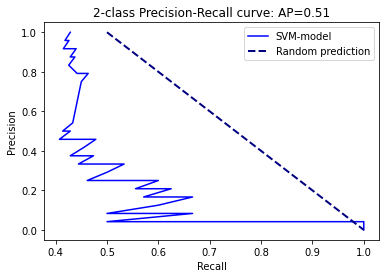 2-class Precision-Recall curve: AP=0.51
SVM-model
Random prediction
Precision
1.0
0.8
0.6
0.4
0.2
0.0
0.4 0.5 0.6 0.7 0.8 0.9 1.0
Recall